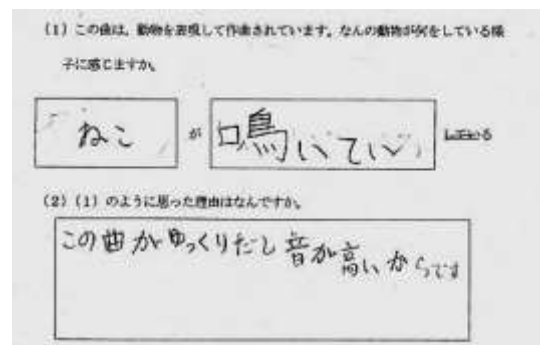 (1) この曲は、動物を表現して作曲されています。なんの動物が何をしている様
子に感じますか。
ねこ が 鳴いてい している
(2) (1) のように思った理由はなんですか。
この曲がゆっくりだし音が高いからです